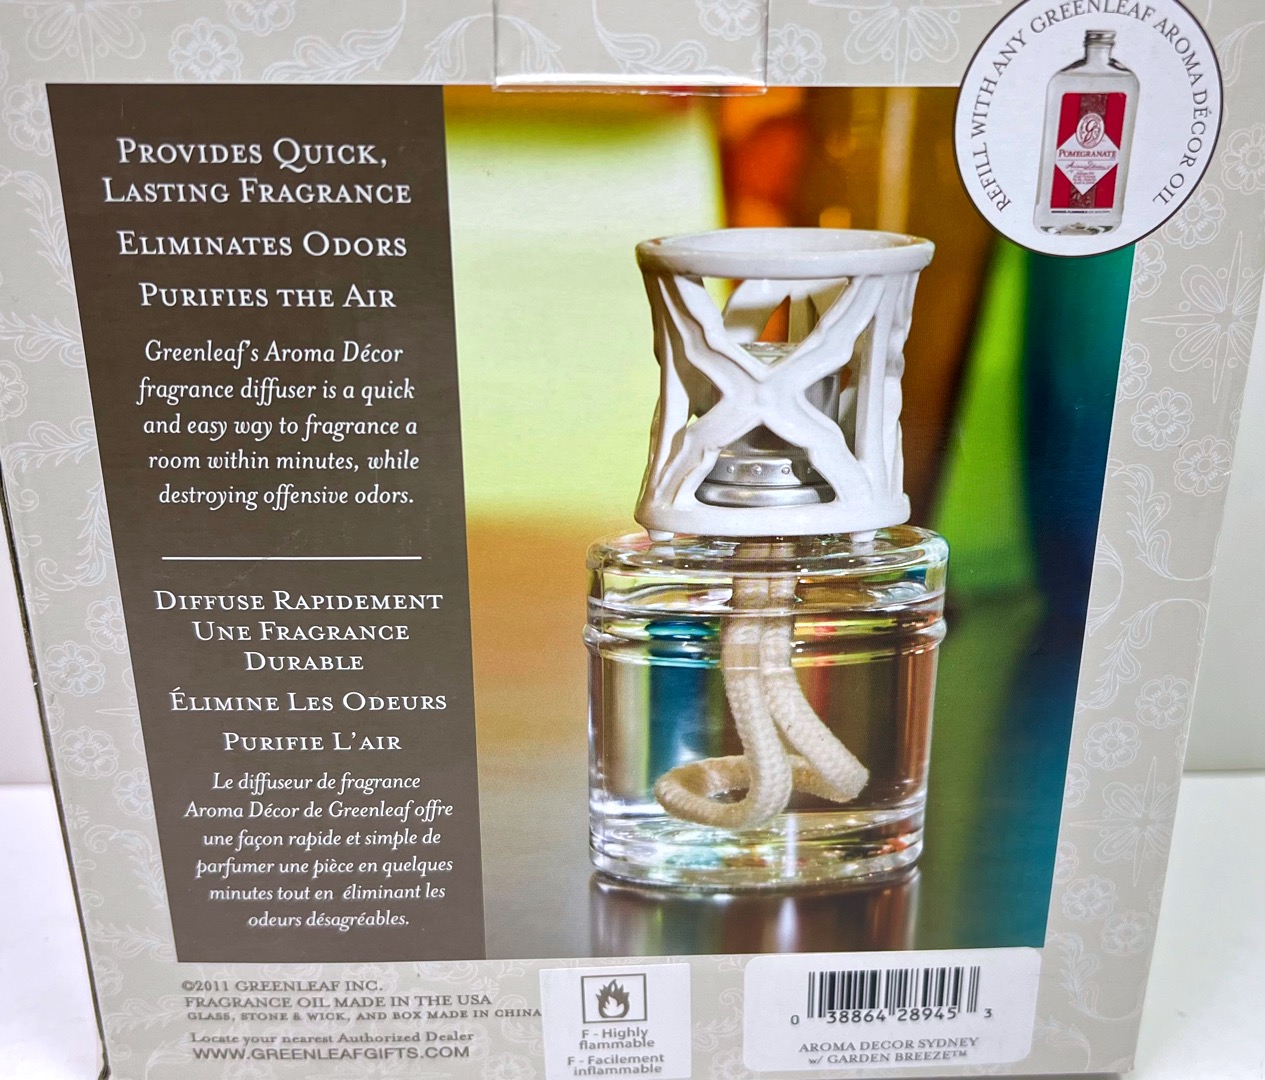 REFILL WITH ANY GREENLEAF AROMA DÉCOR OIL
POMEGRANATE
PROVIDES QUICK,
LASTING FRAGRANCE
ELIMINATES ODORS
PURIFIES THE AIR
Greenleaf's Aroma Décor
fragrance diffuser is a quick
and easy way to fragrance a
room within minutes, while
destroying offensive odors.
DIFFUSE RAPIDEMENT
UNE FRAGRANCE
DURABLE
ÉLIMINE LES ODEURS
PURIFIE L'AIR
Le diffuseur de fragrance
Aroma Décor de Greenleaf offre
une façon rapide et simple de
parfumer une pièce en quelques
minutes tout en éliminant les
odeurs désagréables.
©2011 GREENLEAF INC.
FRAGRANCE OIL MADE IN THE USA
GLASS, STONE & WICK, AND BOX MADE IN CHINA
Locate your nearest Authorized Dealer
WWW.GREENLEAFGIFTS.COM
F - Highly
flammable
F - Facilement
inflammable
0 38864 28945 3
AROMA DECOR SYDNEY
w/ GARDEN BREEZE™